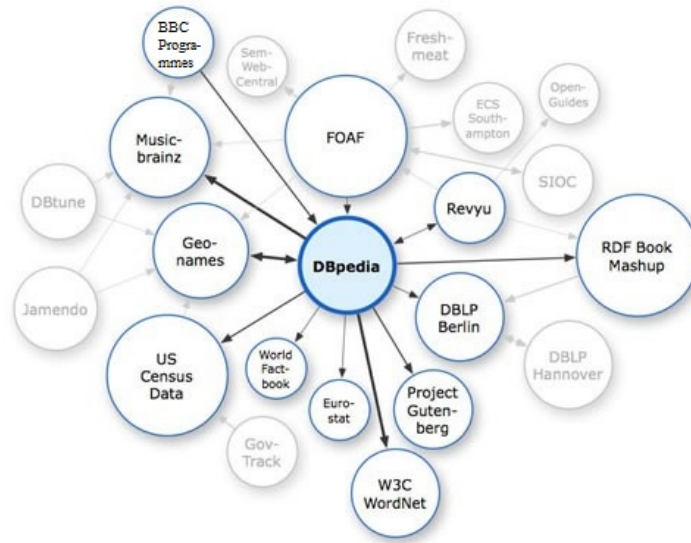 BBC
Progra-
mmes
Sem-
Web-
Central
Fresh-
meat
Music-
brainz
FOAF
ECS
South-
ampton
Open-
Guides
SIOC
DBtune
Revyu
Geo-
names
DBpedia
RDF Book
Mashup
Jamendo
DBLP
Berlin
US
Census
Data
World
Fact-
book
Euro-
stat
Project
Guten-
berg
DBLP
Hannover
Gov-
Track
W3C
WordNet